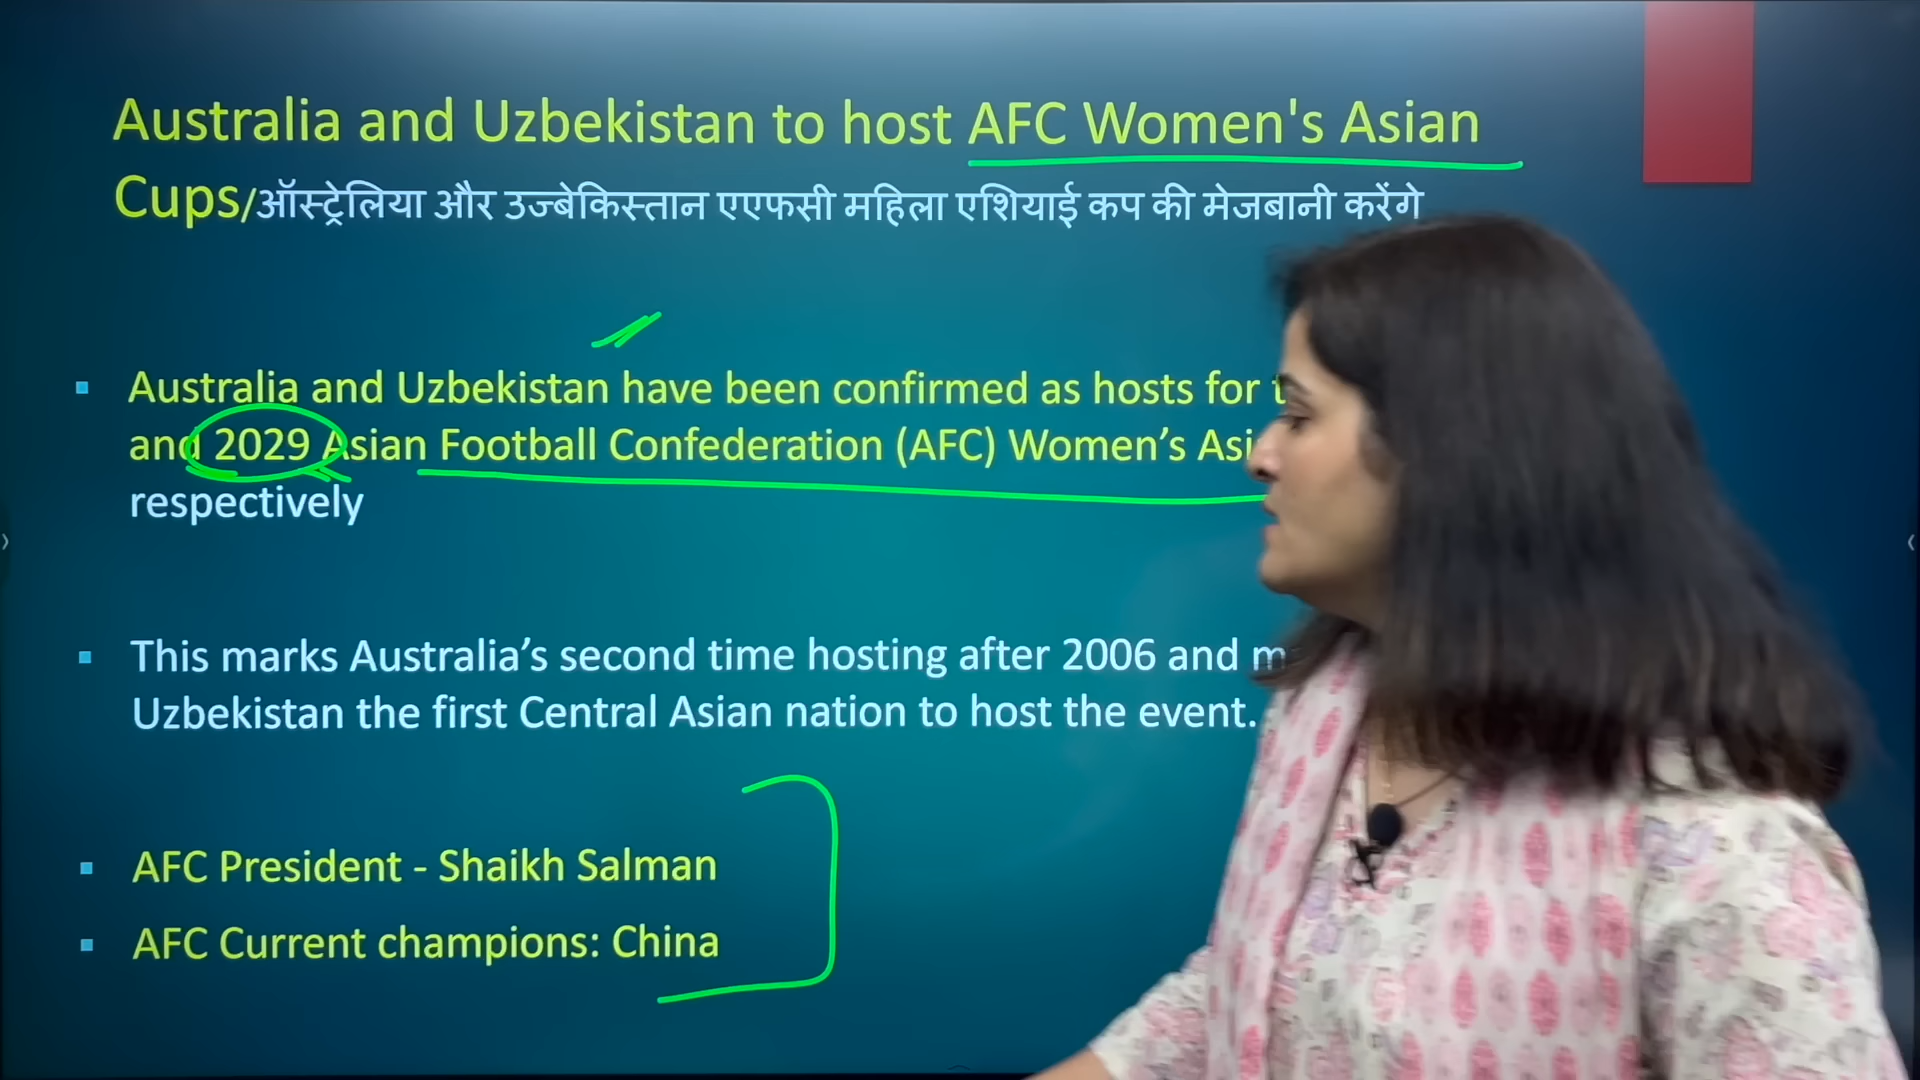 Australia and Uzbekistan to host AFC Women's Asian
Cups/ऑस्ट्रेलिया और उज्बेकिस्तान एएफसी महिला एशियाई कप की मेजबानी करेंगे
Australia and Uzbekistan have been confirmed as hosts for
and 2029 Asian Football Confederation (AFC) Women’s
respectively
This marks Australia’s second time hosting after 2006 and
Uzbekistan the first Central Asian nation to host the event.
AFC President - Shaikh Salman
AFC Current champions: China